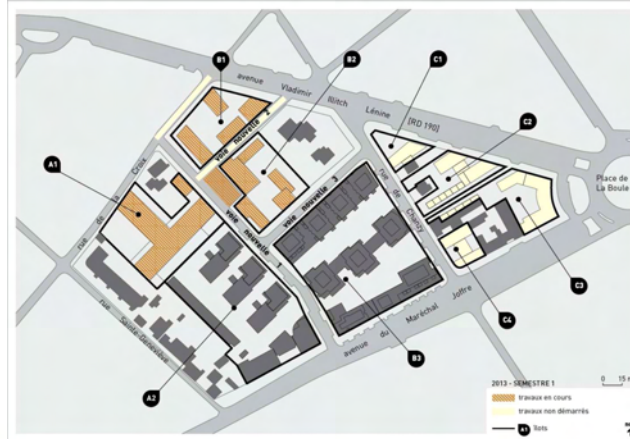 B1
B2
avenue Vladimir Illitch Lénine [RD 190]
C1
C2
A1
rue de la Croix
voie nouvelle 2
voie nouvelle 3
voie nouvelle 1
rue de Chanzy
Place de
La Boule
C3
C4
rue Sainte-Geneviève
avenue du Maréchal Joffre
B3
A2
2013 - SEMESTRE 1
0 15
travaux en cours
travaux non démarrés
A1 îlots